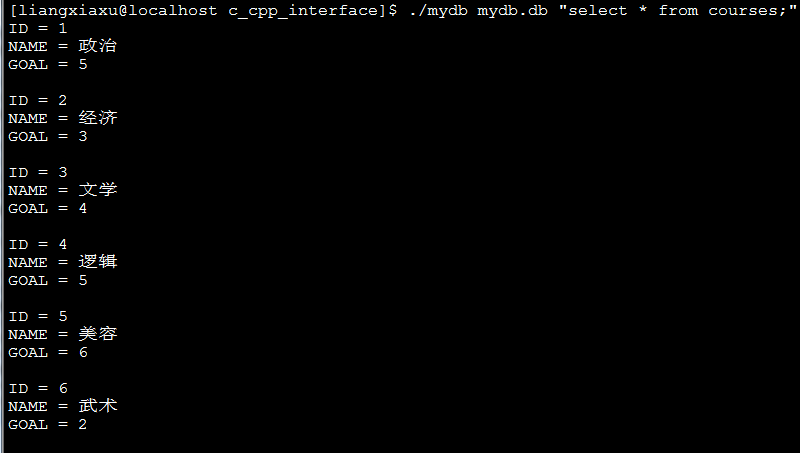 [liangxiaxu@localhost c_cpp_interface]$ ./mydb mydb.db "select * from courses;"
ID = 1
NAME = 政治
GOAL = 5
ID = 2
NAME = 经济
GOAL = 3
ID = 3
NAME = 文学
GOAL = 4
ID = 4
NAME = 逻辑
GOAL = 5
ID = 5
NAME = 美容
GOAL = 6
ID = 6
NAME = 武术
GOAL = 2